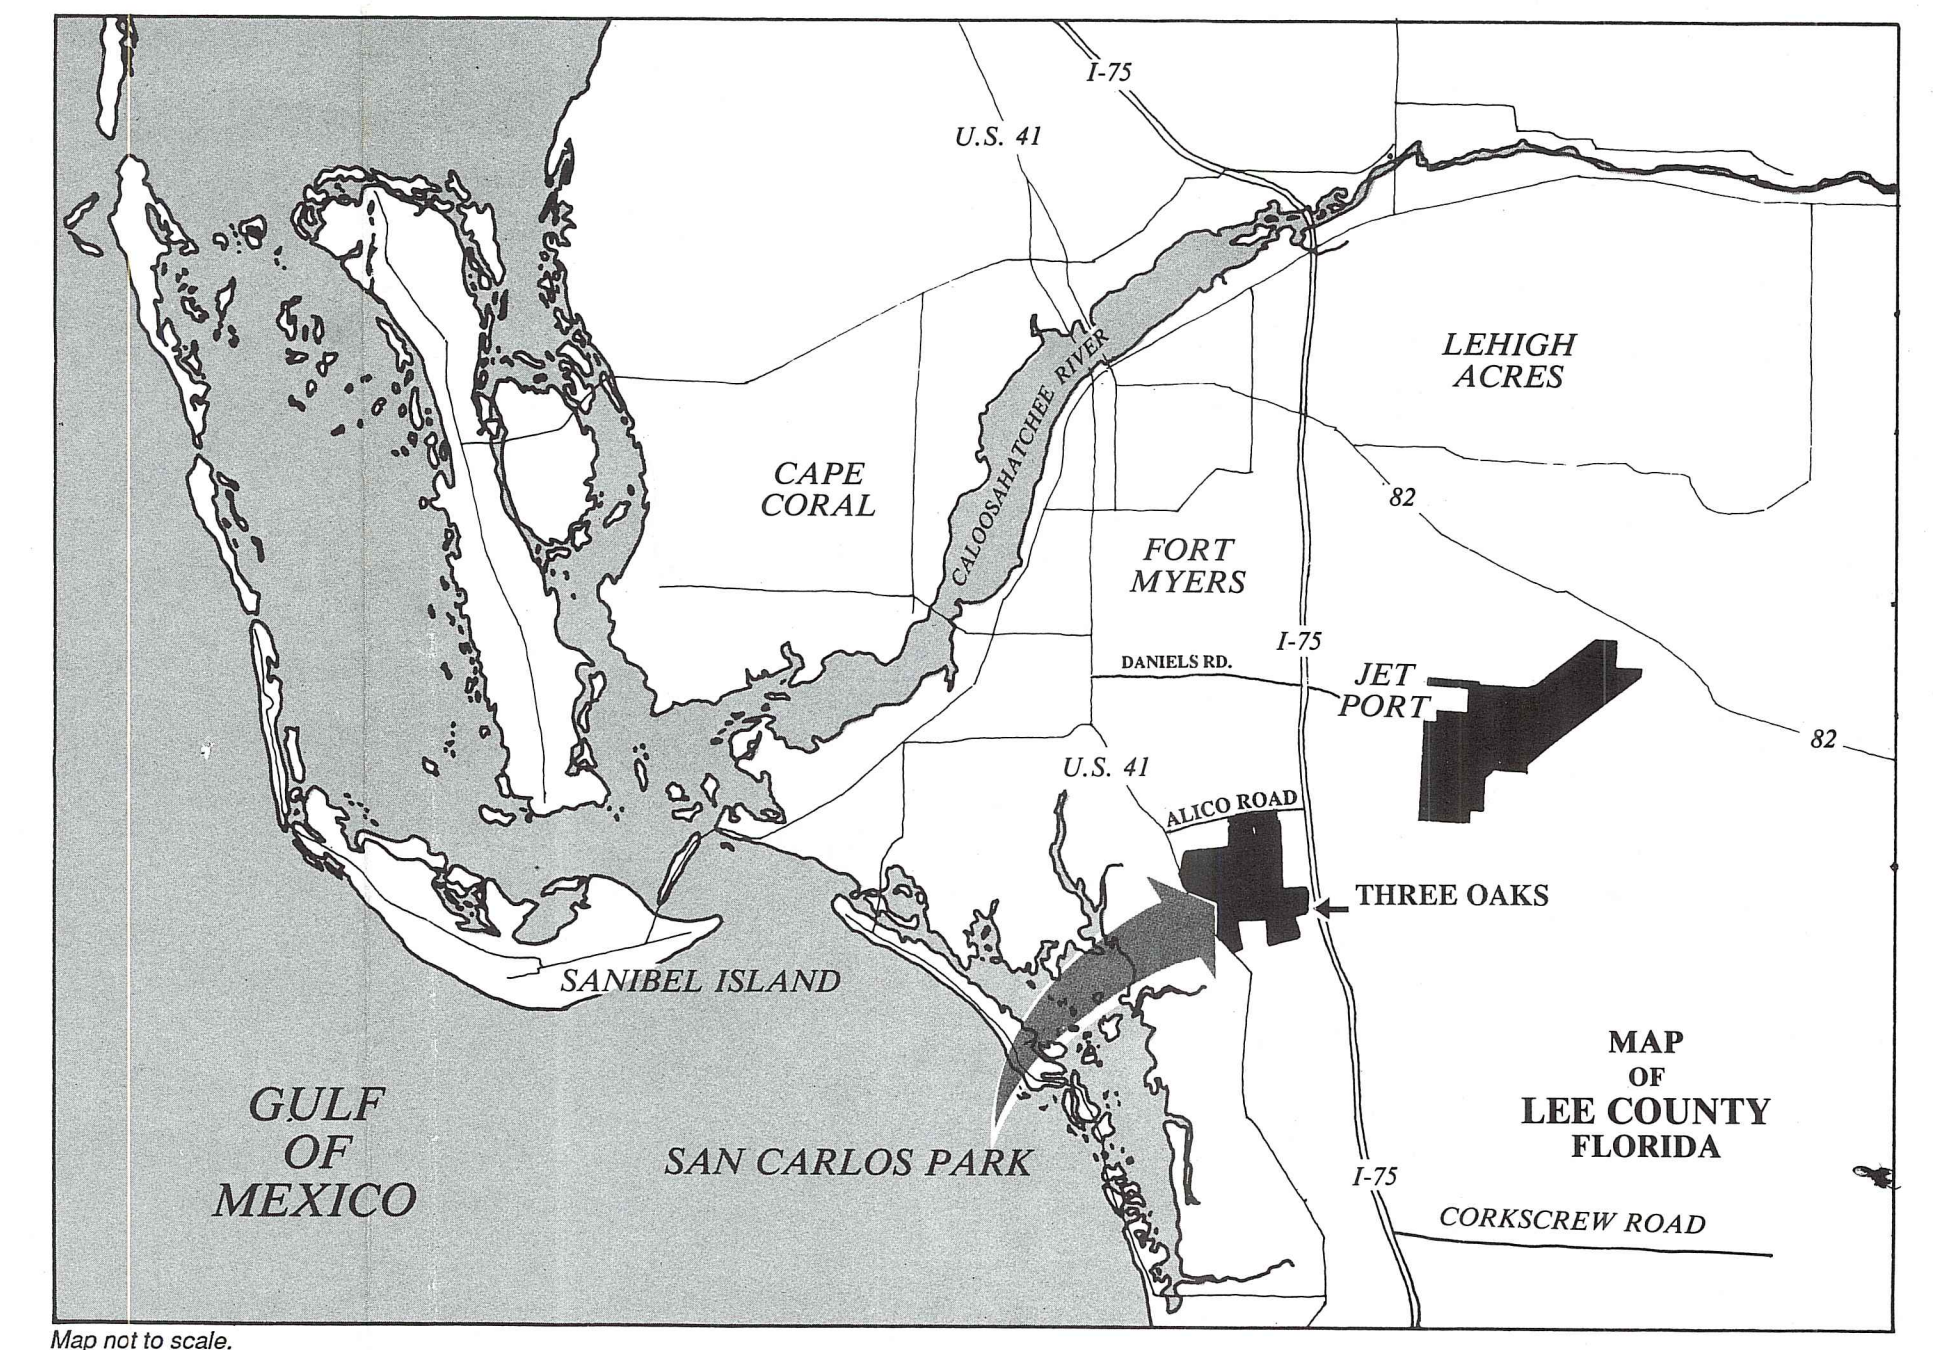 I-75
U.S. 41
LEHIGH
ACRES
CALOOSAHATCHEE RIVER
CAPE
CORAL
82
FORT
MYERS
I-75
DANIELS RD.
JET
PORT
82
U.S. 41
ALICO ROAD
THREE OAKS
SANIBEL ISLAND
MAP
OF
LEE COUNTY
FLORIDA
GULF
OF
MEXICO
SAN CARLOS PARK
I-75
CORKSCREW ROAD
Map not to scale.